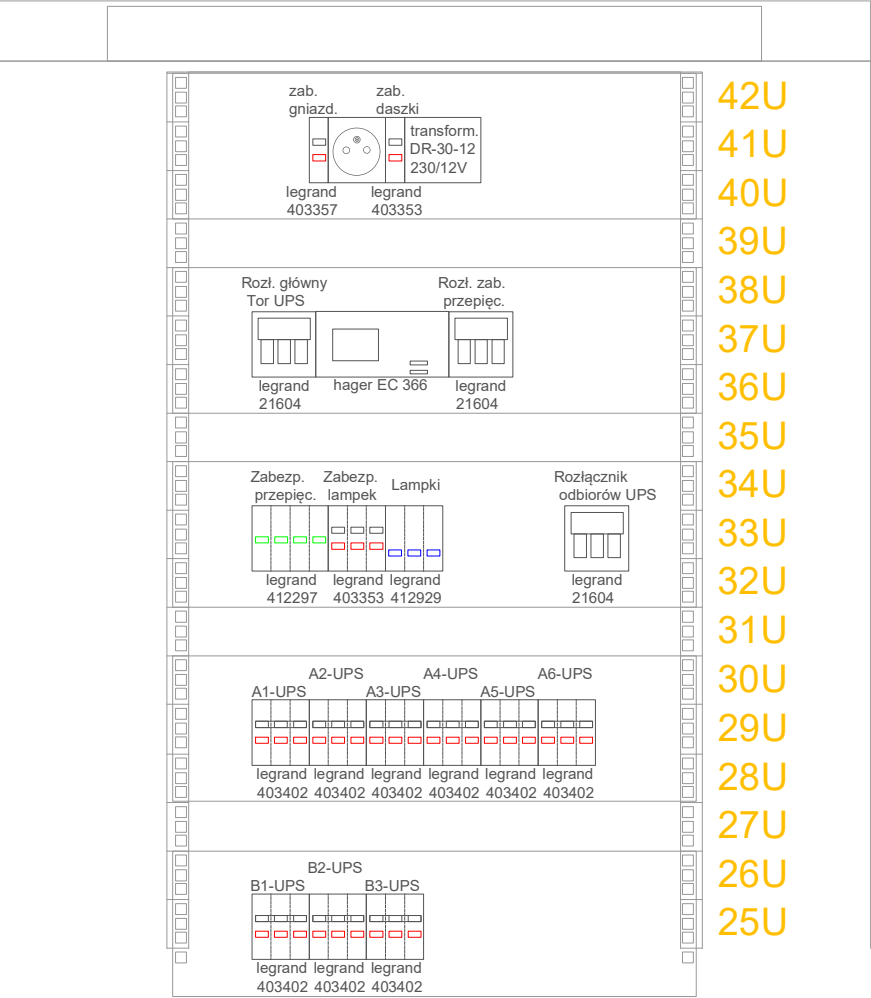 zab. zab.
gniazd. daszki
transform.
DR-30-12
230/12V
legrand legrand
403357 403353
42U
41U
40U
39U
Rozł. główny Rozł. zab.
Tor UPS przepięc.
legrand hager EC 366 legrand
21604 21604
38U
37U
36U
35U
Zabezp. Zabezp. Lampki Rozłącznik
przepięc. lampek odbiorów UPS
legrand legrand legrand legrand
412297 403353 412929 21604
34U
33U
32U
31U
A2-UPS A4-UPS A6-UPS
A1-UPS A3-UPS A5-UPS
legrand legrand legrand legrand legrand legrand
403402 403402 403402 403402 403402 403402
30U
29U
28U
27U
B2-UPS
B1-UPS B3-UPS
legrand legrand legrand
403402 403402 403402
26U
25U